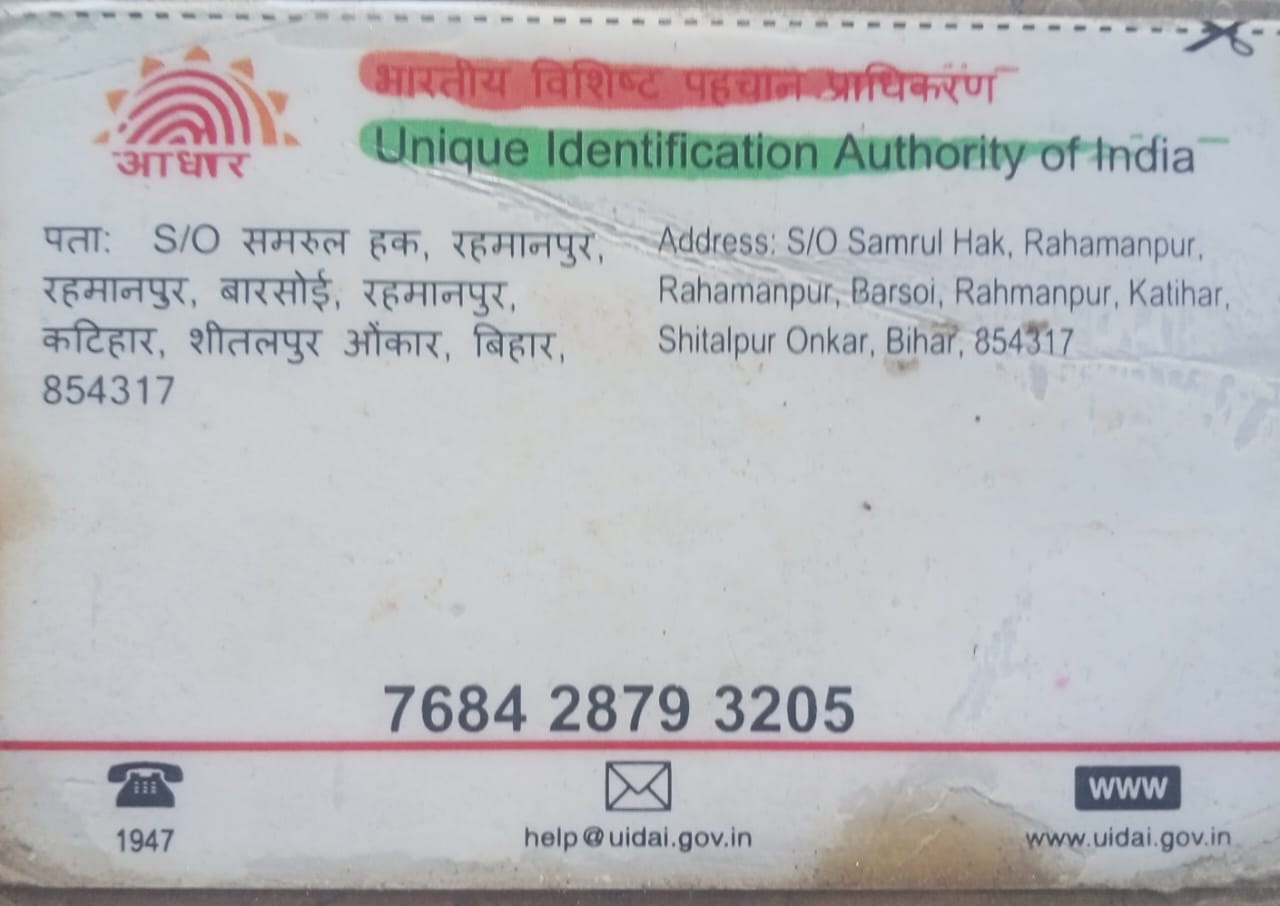 आधार
भारतीय विशिष्ट पहचान प्राधिकरण
Unique Identification Authority of India
पता: S/O समरुल हक, रहमानपुर,
रहमानपुर, बारसोई, रहमानपुर,
कटिहार, शीतलपुर ओंकार, बिहार,
854317
Address: S/O Samrul Hak, Rahamanpur,
Rahamanpur, Barsoi, Rahmanpur, Katihar,
Shitalpur Onkar, Bihar, 854317
7684 2879 3205
1947
help@uidai.gov.in
www
www.uidai.gov.in